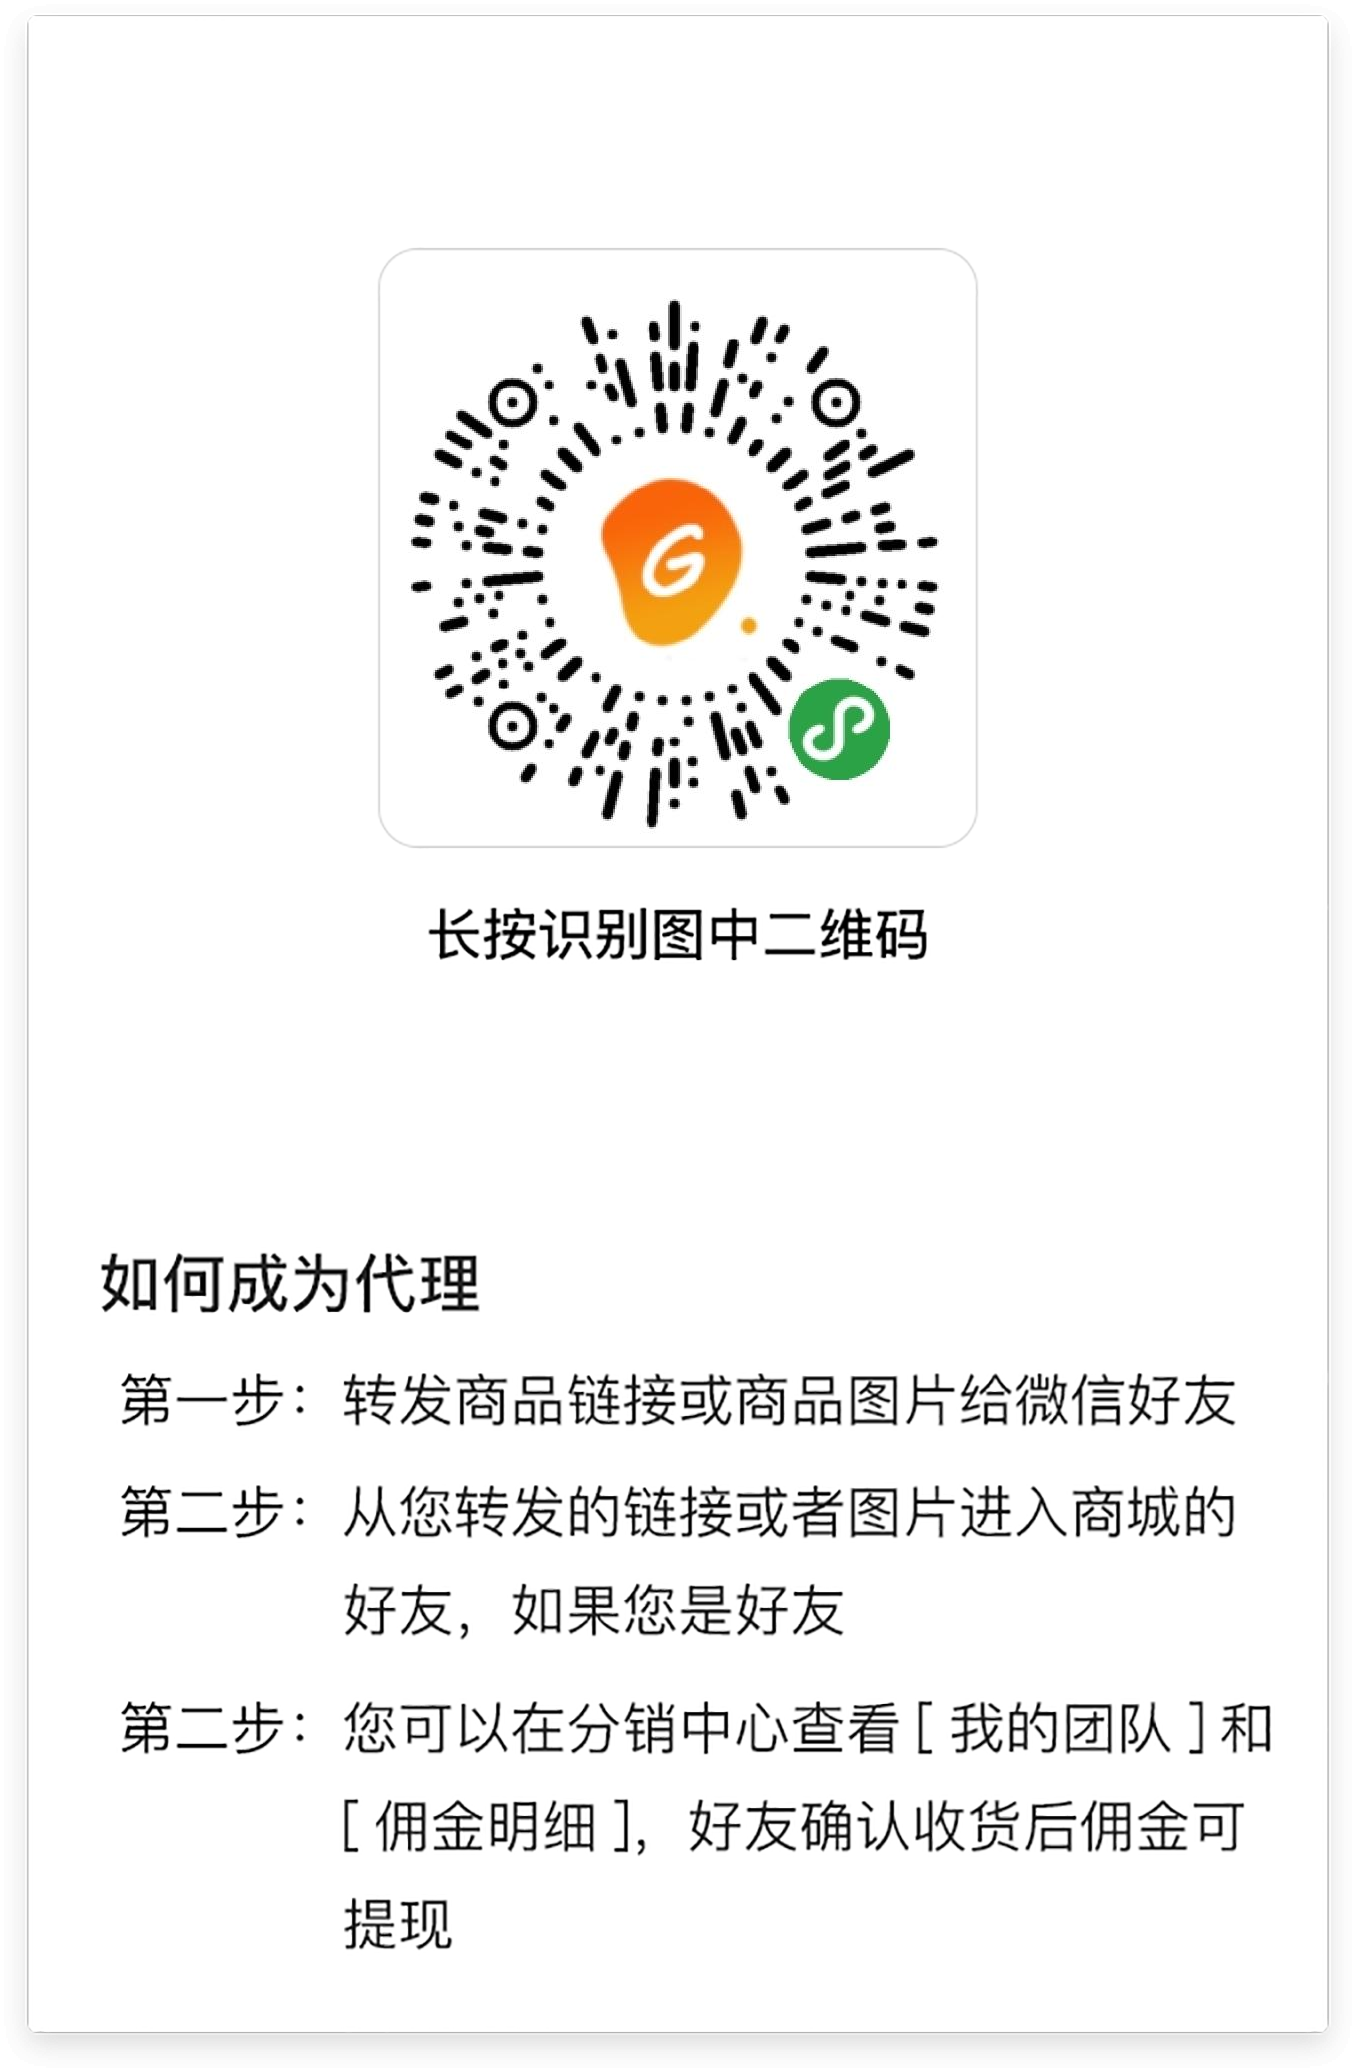 G
长按识别图中二维码
如何成为代理
第一步：转发商品链接或商品图片给微信好友
第二步：从您转发的链接或者图片进入商城的
好友，如果您是好友
第二步：您可以在分销中心查看[ 我的团队 ]和
[ 佣金明细 ]，好友确认收货后佣金可
提现